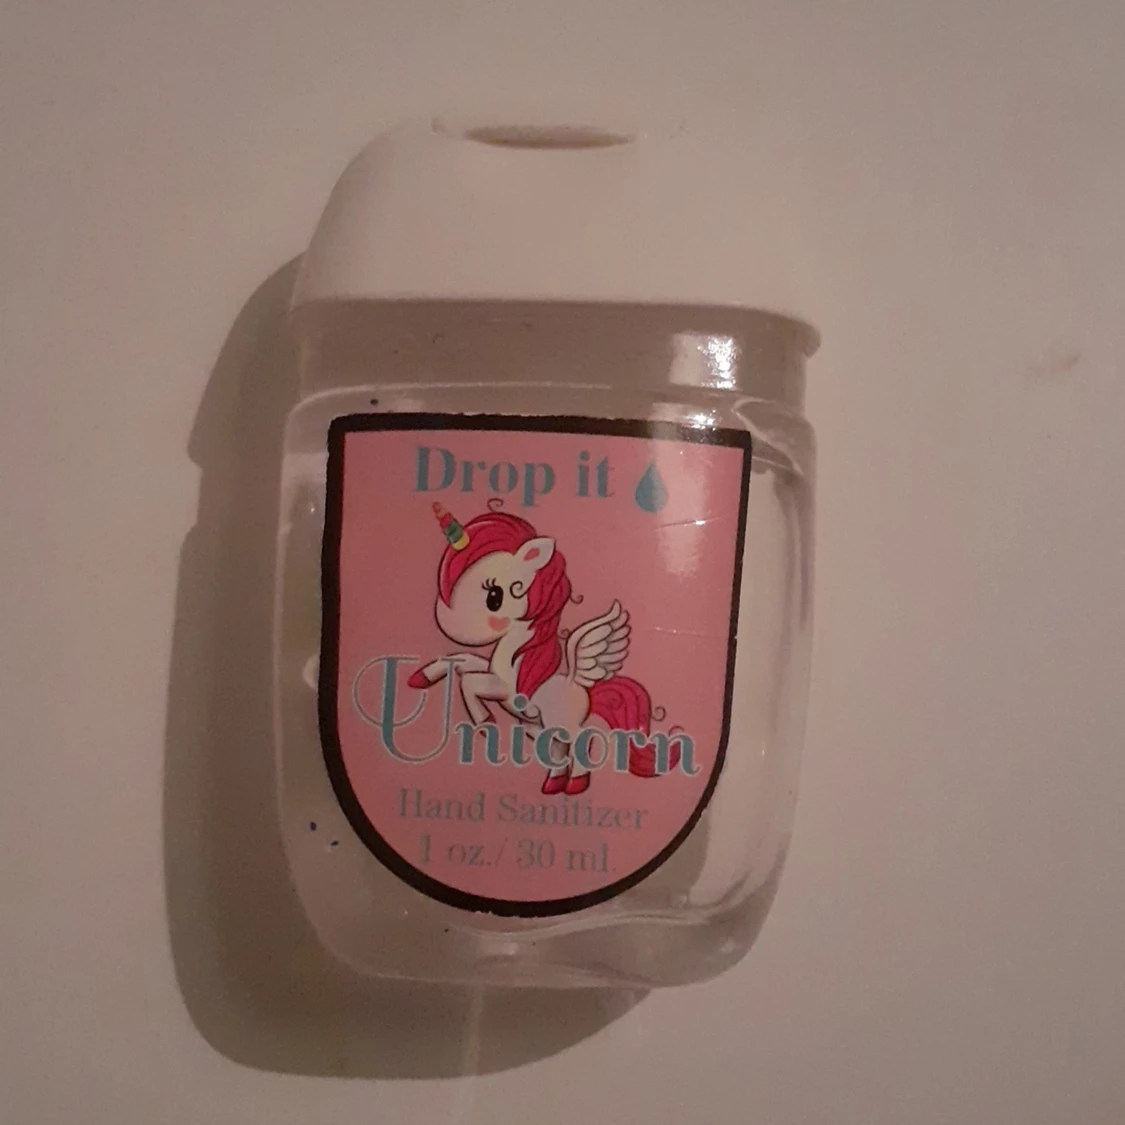 Drop it
Unicorn
Hand Sanitizer
1 oz./ 30 ml.